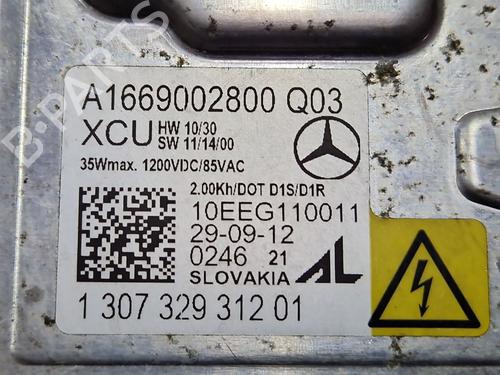 A1669002800 Q03
XCU HW 10/30
SW 11/14/00
35Wmax. 1200VDC/85VAC
2.00Kh/DOT D1S/D1R
10EEG110011
29-09-12
0246 21
SLOVAKIA AL
1 307 329 312 01
B-PARTS